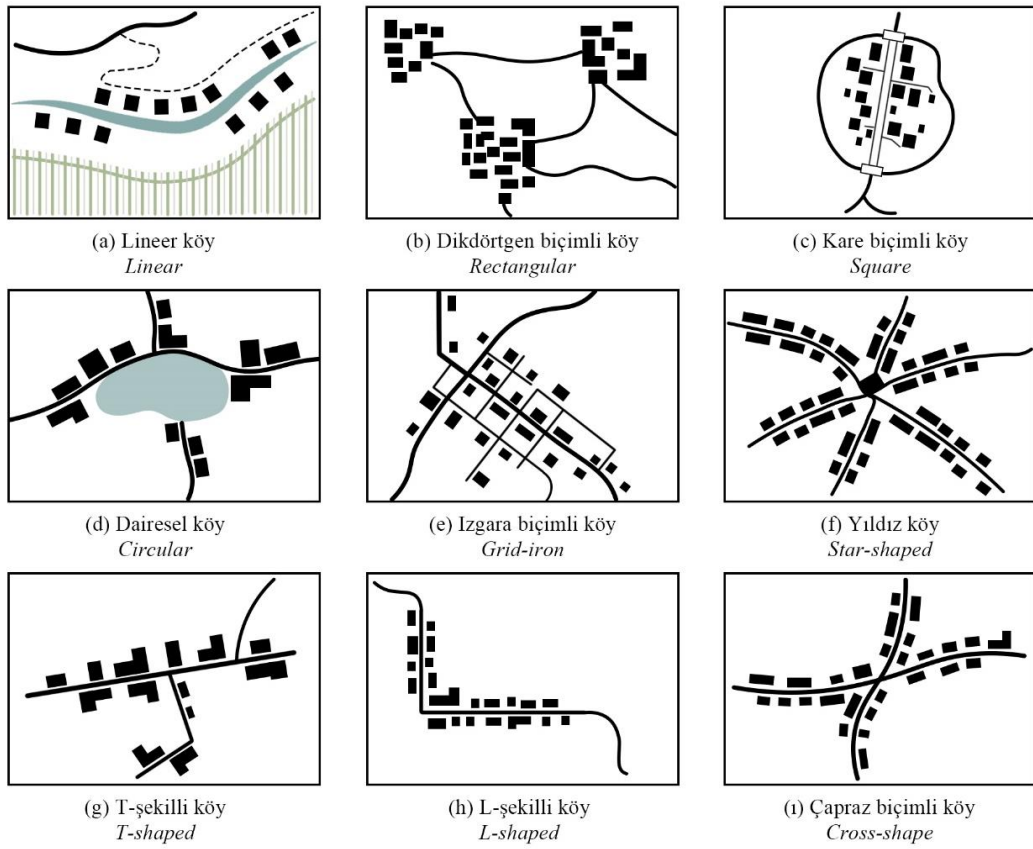 (a) Lineer köy
Linear
(b) Dikdörtgen biçimli köy
Rectangular
(c) Kare biçimli köy
Square
(d) Dairesel köy
Circular
(e) Izgara biçimli köy
Grid-iron
(f) Yıldız köy
Star-shaped
(g) T-şekilli köy
T-shaped
(h) L-şekilli köy
L-shaped
(ı) Çapraz biçimli köy
Cross-shape